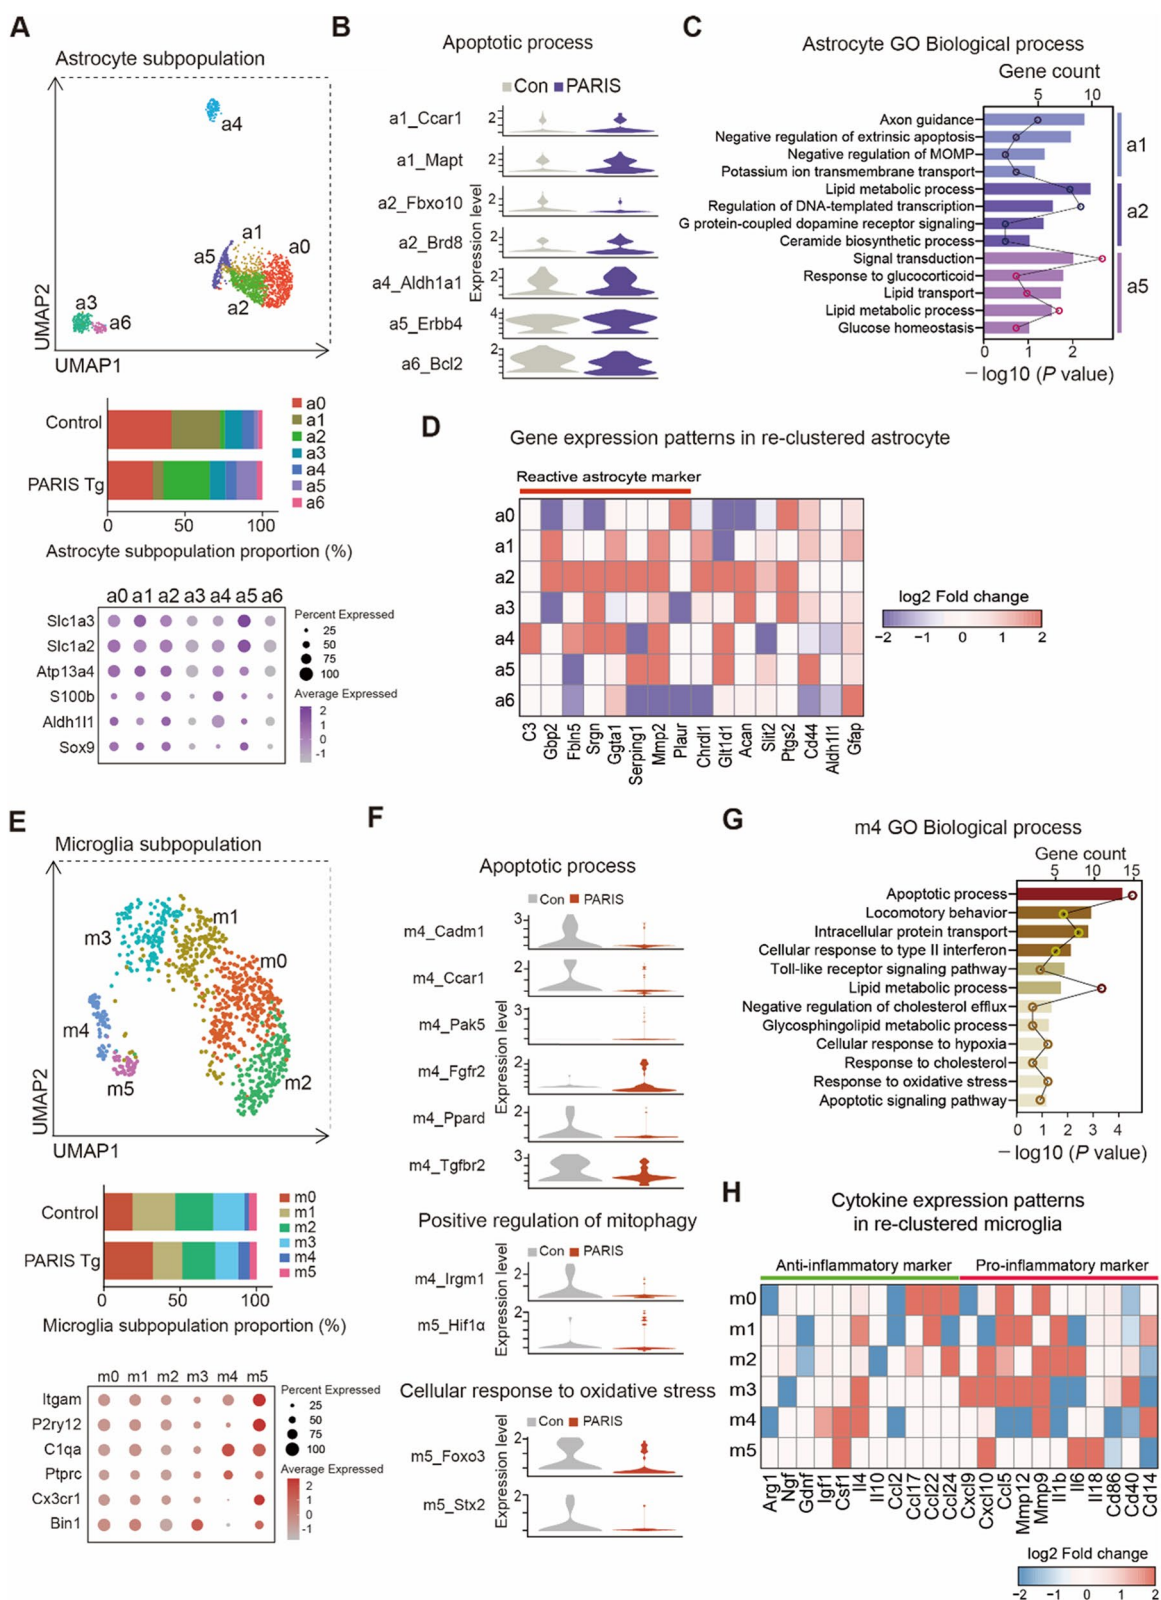 A
Astrocyte subpopulation
a4
a1
a0
a5
a2
a3
a6
UMAP2
UMAP1
Control
PARIS Tg
0
50
100
a0
a1
a2
a3
a4
a5
a6
Astrocyte subpopulation proportion (%)
a0 a1 a2 a3 a4 a5 a6
Slc1a3
Slc1a2
Atp13a4
S100b
Aldh1l1
Sox9
Percent Expressed
25
50
75
100
Average Expressed
2
1
0
-1
B
Apoptotic process
Con PARIS
Expression level
a1_Ccar1
2
a1_Mapt
2
a2_Fbxo10
2
a2_Brd8
2
a4_Aldh1a1
2
a5_Erbb4
4
a6_Bcl2
2
C
Astrocyte GO Biological process
Gene count
5 10
Axon guidance
Negative regulation of extrinsic apoptosis
Negative regulation of MOMP
Potassium ion transmembrane transport
Lipid metabolic process
Regulation of DNA-templated transcription
G protein-coupled dopamine receptor signaling
Ceramide biosynthetic process
Signal transduction
Response to glucocorticoid
Lipid transport
Lipid metabolic process
Glucose homeostasis
a1
a2
a5
0 1 2
−log10 (P value)
D
Gene expression patterns in re-clustered astrocyte
Reactive astrocyte marker
a0
a1
a2
a3
a4
a5
a6
C3
Gbp2
Fbln5
Srgn
Ggta1
Serping1
Mmp2
Plaur
Chrdl1
Glt1d1
Acan
Slit2
Ptgs2
Cd44
Aldh1l1
Gfap
log2 Fold change
−2 −1 0 1 2
E
Microglia subpopulation
m1
m3
m0
m4
m5
m2
UMAP2
UMAP1
Control
PARIS Tg
0 50 100
m0
m1
m2
m3
m4
m5
Microglia subpopulation proportion (%)
m0 m1 m2 m3 m4 m5
Itgam
P2ry12
C1qa
Ptprc
Cx3cr1
Bin1
Percent Expressed
25
50
75
100
Average Expressed
2
1
0
-1
F
Apoptotic process
Con PARIS
Expression level
m4_Cadm1
3
m4_Ccar1
2
m4_Pak5
3
m4_Fgfr2
2
m4_Ppard
2
m4_Tgfbr2
3
Positive regulation of mitophagy
Con PARIS
Expression level
m4_Irgm1
2
m5_Hif1α
2
Cellular response to oxidative stress
Con PARIS
Expression level
m5_Foxo3
2
m5_Stx2
2
G
m4 GO Biological process
Gene count
5 10 15
Apoptotic process
Locomotory behavior
Intracellular protein transport
Cellular response to type II interferon
Toll-like receptor signaling pathway
Lipid metabolic process
Negative regulation of cholesterol efflux
Glycosphingolipid metabolic process
Cellular response to hypoxia
Response to cholesterol
Response to oxidative stress
Apoptotic signaling pathway
0 1 2 3 4
−log10 (P value)
H
Cytokine expression patterns
in re-clustered microglia
Anti-inflammatory marker Pro-inflammatory marker
m0
m1
m2
m3
m4
m5
Arg1
Ngf
Gdnf
Igf1
Csf1
Il4
Il10
Ccl2
Ccl17
Ccl22
Ccl24
Cxcl9
Cxcl10
Ccl5
Mmp12
Mmp9
Il1b
Il6
Il18
Cd86
Cd40
Cd14
log2 Fold change
−2 −1 0 1 2